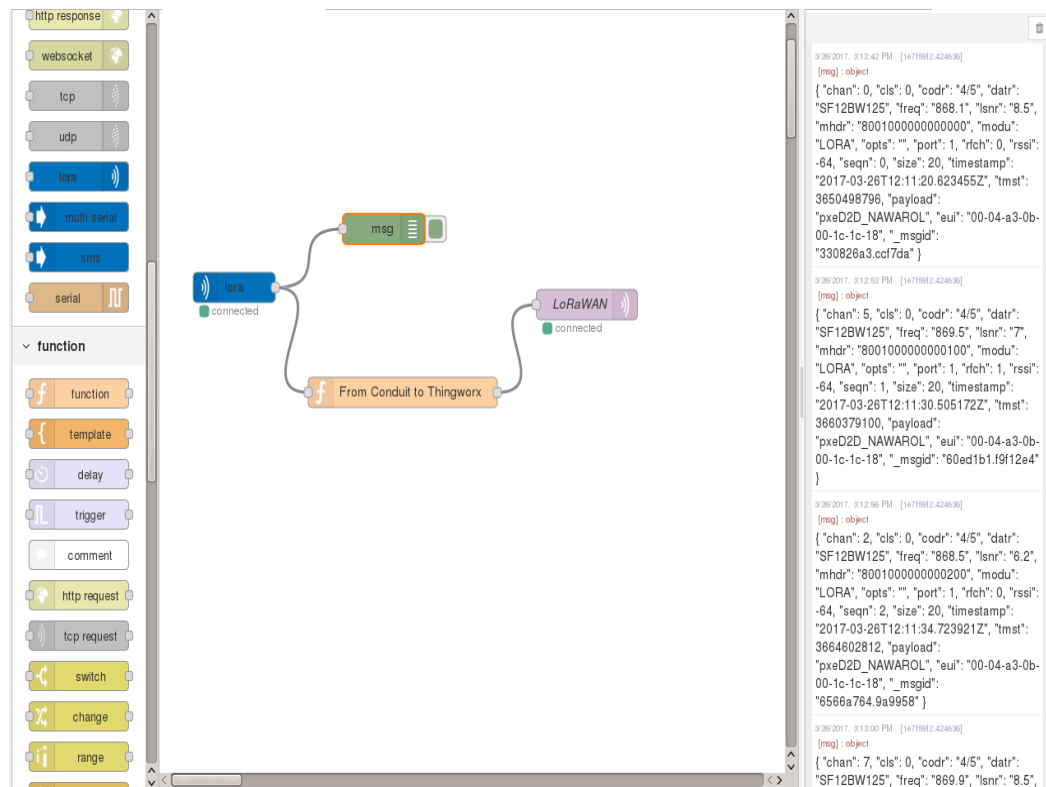 http response
websocket
tcp
udp
lora
multi serial
sms
serial
function
function
template
delay
trigger
comment
http request
tcp request
switch
change
range
msg
lora
connected
LoRaWAN
connected
From Conduit to Thingworx
3/26/2017, 3:12:42 PM [1e7f59f2.424636]
[msg] : object
{ "chan": 0, "cls": 0, "codr": "4/5", "datr":
"SF12BW125", "freq": "868.1", "lsnr": "8.5",
"mhdr": "8001000000000000", "modu":
"LORA", "opts": "", "port": 1, "rfch": 0, "rssi":
-64, "seqn": 0, "size": 20, "timestamp":
"2017-03-26T12:11:20.623455Z", "tmst":
3650498796, "payload":
"pxeD2D_NAWAROL", "eui": "00-04-a3-0b-
00-1c-1c-18", "_msgid":
"330826a3.ccf7da" }
3/26/2017, 3:12:52 PM [1e7f59f2.424636]
[msg] : object
{ "chan": 5, "cls": 0, "codr": "4/5", "datr":
"SF12BW125", "freq": "869.5", "lsnr": "7",
"mhdr": "8001000000000100", "modu":
"LORA", "opts": "", "port": 1, "rfch": 1, "rssi":
-64, "seqn": 1, "size": 20, "timestamp":
"2017-03-26T12:11:30.505172Z", "tmst":
3660379100, "payload":
"pxeD2D_NAWAROL", "eui": "00-04-a3-0b-
00-1c-1c-18", "_msgid": "60ed1b1.f9f12e4"
}
3/26/2017, 3:12:56 PM [1e7f59f2.424636]
[msg] : object
{ "chan": 2, "cls": 0, "codr": "4/5", "datr":
"SF12BW125", "freq": "868.5", "lsnr": "6.2",
"mhdr": "8001000000000200", "modu":
"LORA", "opts": "", "port": 1, "rfch": 0, "rssi":
-64, "seqn": 2, "size": 20, "timestamp":
"2017-03-26T12:11:34.723921Z", "tmst":
3664602812, "payload":
"pxeD2D_NAWAROL", "eui": "00-04-a3-0b-
00-1c-1c-18", "_msgid":
"6566a764.9a9958" }
3/26/2017, 3:13:00 PM [1e7f59f2.424636]
[msg] : object
{ "chan": 7, "cls": 0, "codr": "4/5", "datr":
"SF12BW125", "freq": "869.9", "lsnr": "8.5",